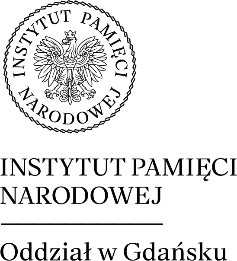 INSTYTUT PAMIĘCI
NARODOWEJ
INSTYTUT PAMIĘCI
NARODOWEJ
Oddział w Gdańsku